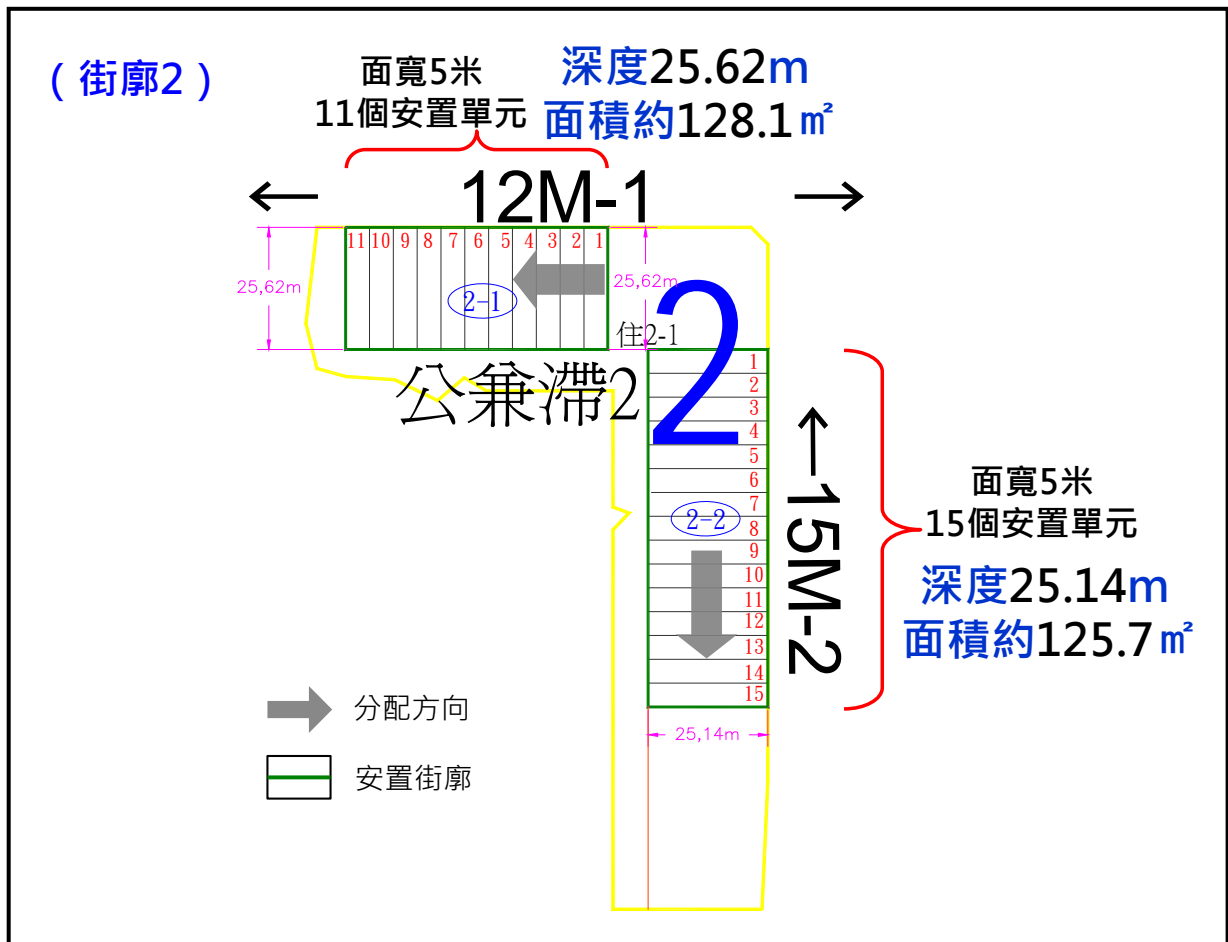 （街廓2）
面寬5米
11個安置單元
深度25.62m
面積約128.1㎡
12M-1
11 10 9 8 7 6 5 4 3 2 1
25,62m
25,62m
2-1
住2-1
2
公兼滯2
1
2
3
4
5
6
7
8
9
10
11
12
13
14
15
2-2
15M-2
面寬5米
15個安置單元
深度25.14m
面積約125.7㎡
25,14m
分配方向
安置街廓